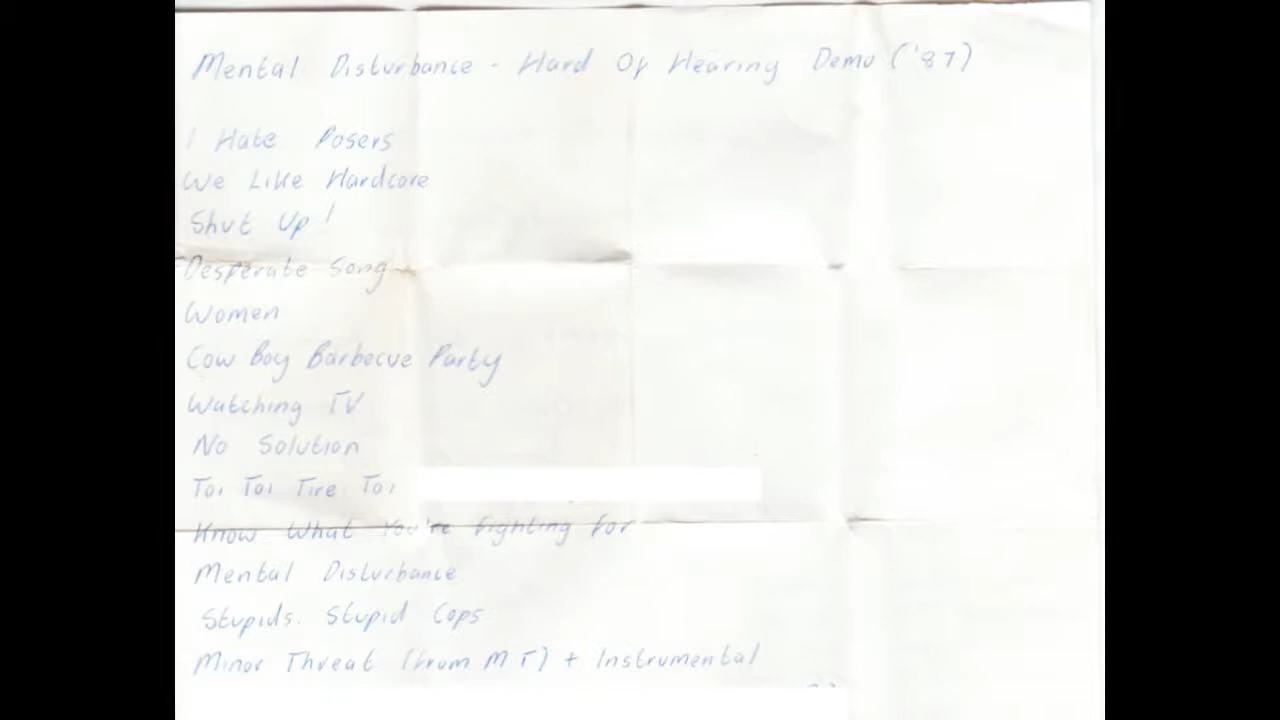 Mental Disturbance - Hard Of Hearing Demo ('87)
I Hate Posers
We Like Hardcore
Shut Up!
Desperate Song
Women
Cow Boy Barbecue Party
Watching TV
No Solution
Toi Toi Tire Toi
Know What You're Fighting For
Mental Disturbance
Stupids. Stupid Cops
Minor Threat (from M T) + Instrumental